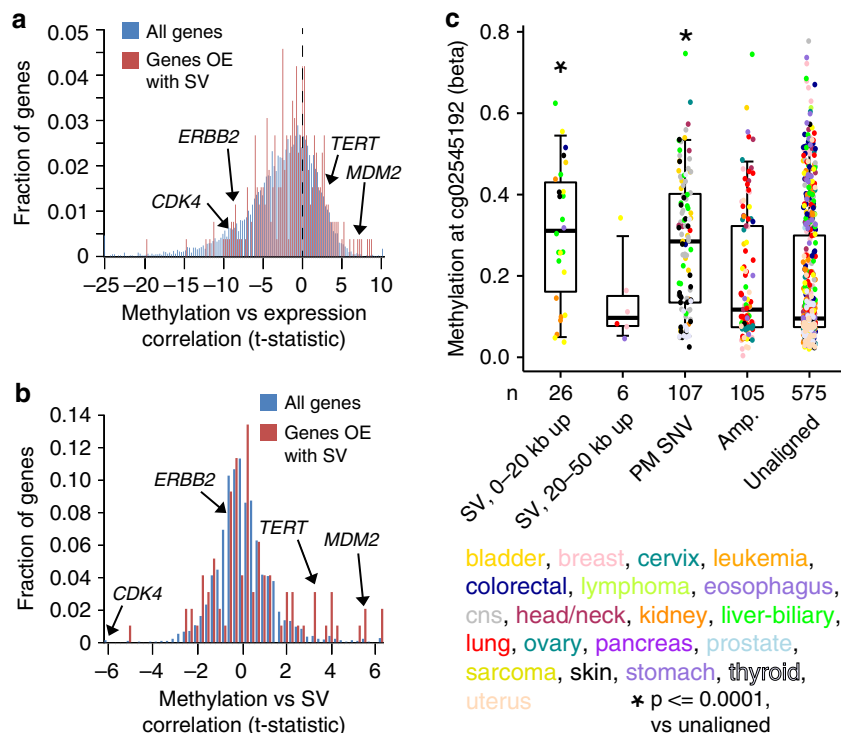 a
All genes
Genes OE
with SV
0.05
0.04
0.03
0.02
0.01
0
Fraction of genes
ERBB2
TERT
CDK4
MDM2
–25 –20 –15 –10 –5 0 5 10
Methylation vs expression
correlation (t-statistic)
b
All genes
Genes OE
with SV
0.14
0.12
0.10
0.08
0.06
0.04
0.02
0
Fraction of genes
ERBB2
TERT
MDM2
CDK4
–6 –4 –2 0 2 4 6
Methylation vs SV
correlation (t-statistic)
c
Methylation at cg02545192 (beta)
0.8
0.6
0.4
0.2
0.0
* *
n 26 6 107 105 575
SV, 0–20 kb up
SV, 20–50 kb up
PM SNV
Amp.
Unaligned
bladder, breast, cervix, leukemia,
colorectal, lymphoma, eosophagus,
cns, head/neck, kidney, liver-biliary,
lung, ovary, pancreas, prostate,
sarcoma, skin, stomach, thyroid,
uterus
* p <= 0.0001,
vs unaligned